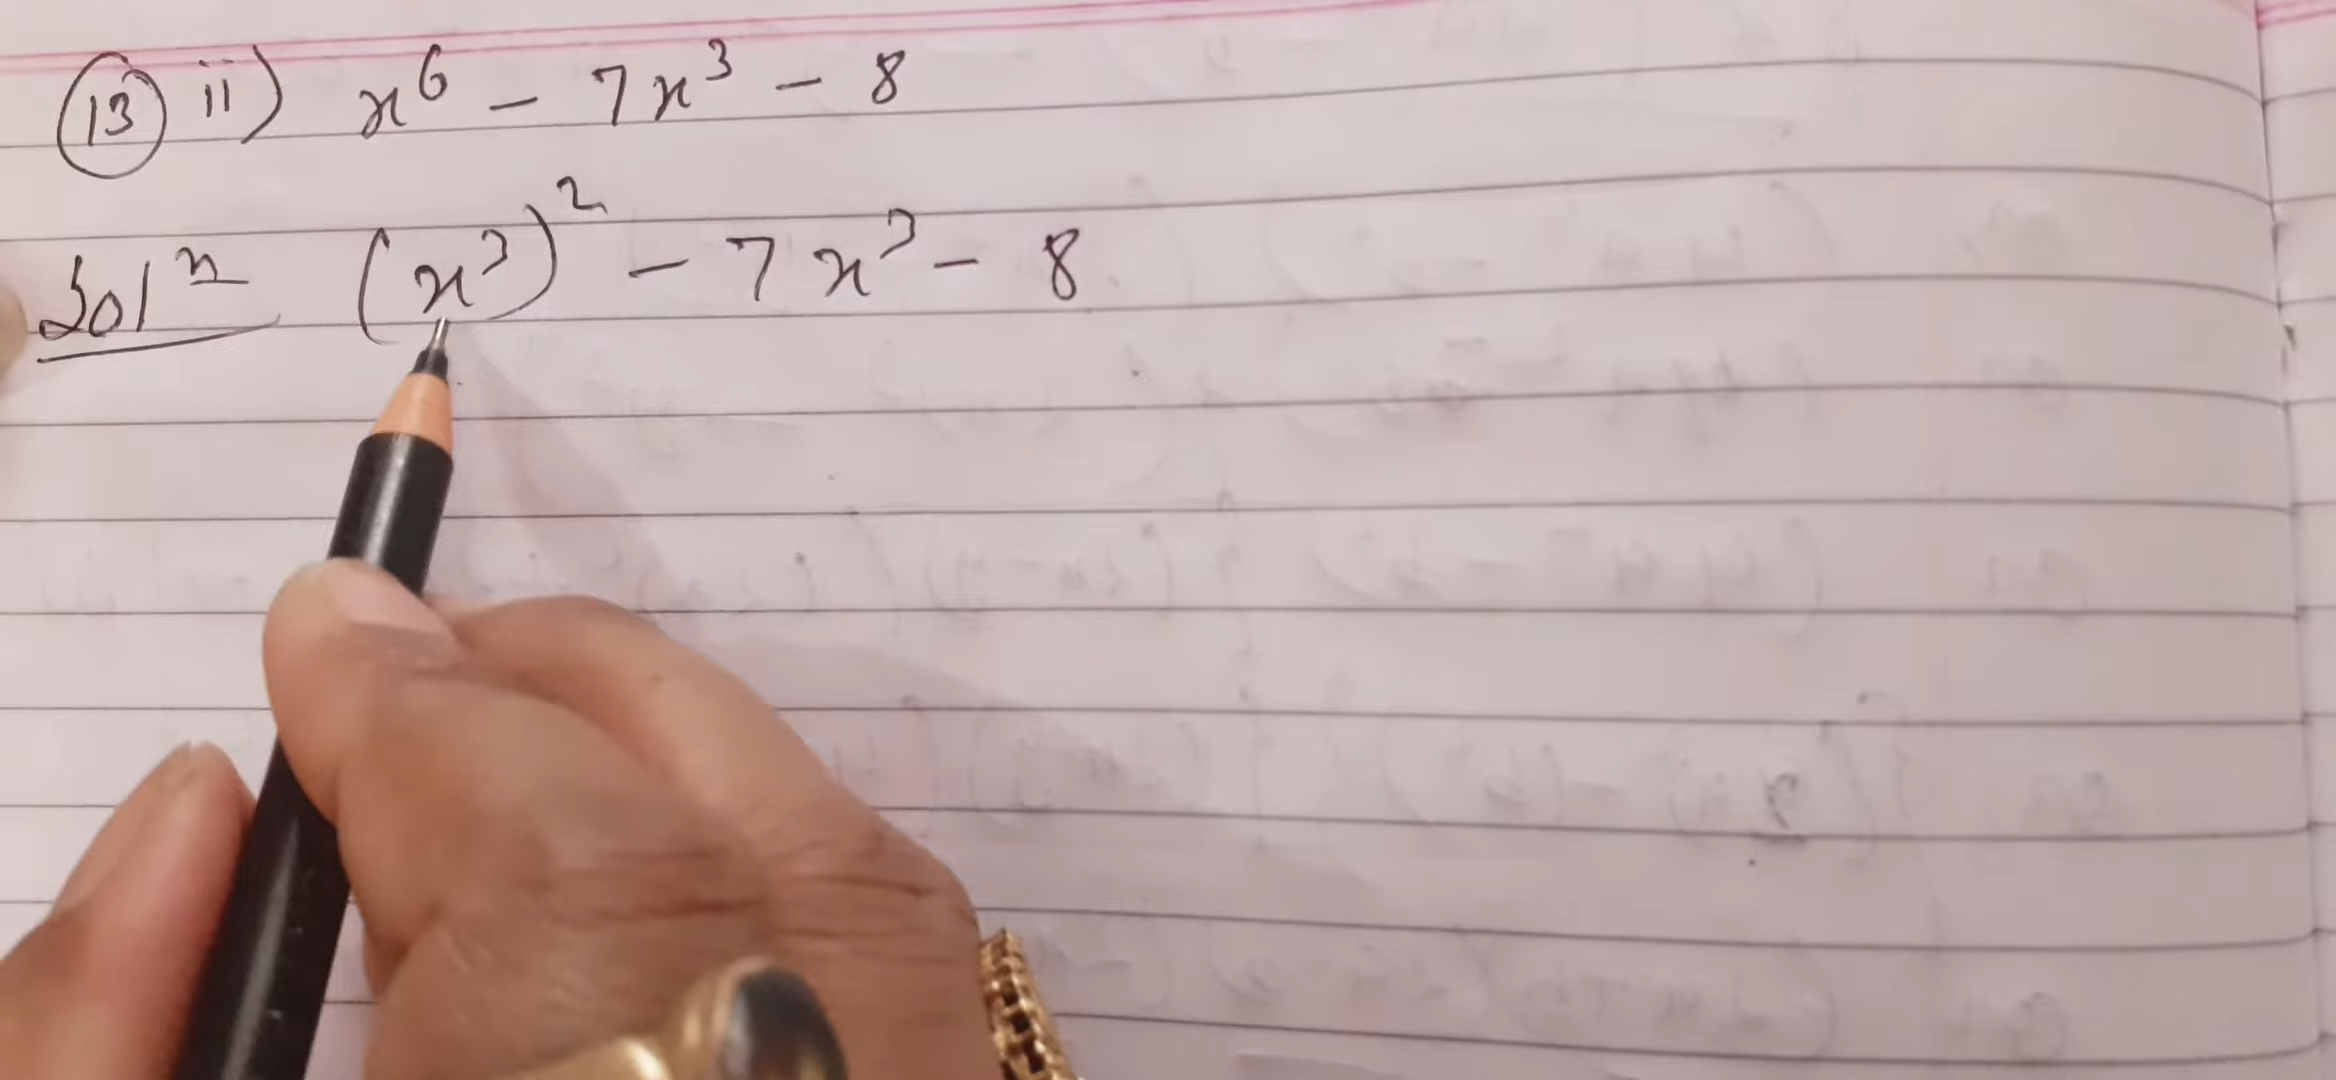 13 ii) x⁶ - 7x³ - 8
Solⁿ (x³)² - 7x³ - 8